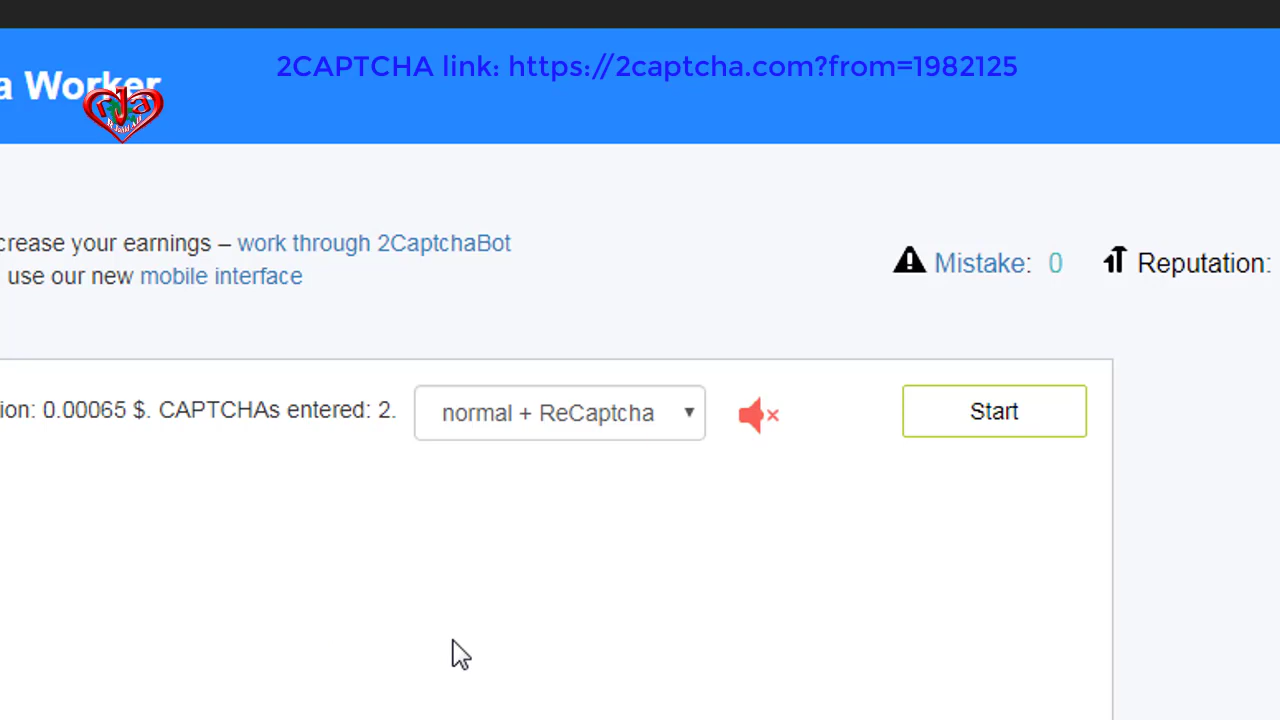 2CAPTCHA link: https://2captcha.com?from=1982125
a Worker
rja
crease your earnings – work through 2CaptchaBot
use our new mobile interface
Mistake: 0
Reputation:
ion: 0.00065 $. CAPTCHAs entered: 2.
normal + ReCaptcha
Start